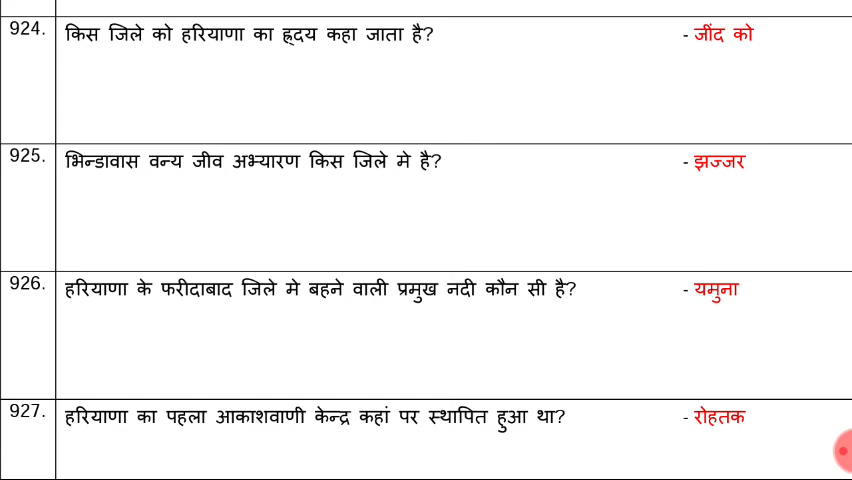 924. किस जिले को हरियाणा का ह्रदय कहा जाता है? - जींद को
925. भिन्डावास वन्य जीव अभ्यारण किस जिले मे है? - झज्जर
926. हरियाणा के फरीदाबाद जिले मे बहने वाली प्रमुख नदी कौन सी है? - यमुना
927. हरियाणा का पहला आकाशवाणी केन्द्र कहां पर स्थापित हुआ था? - रोहतक